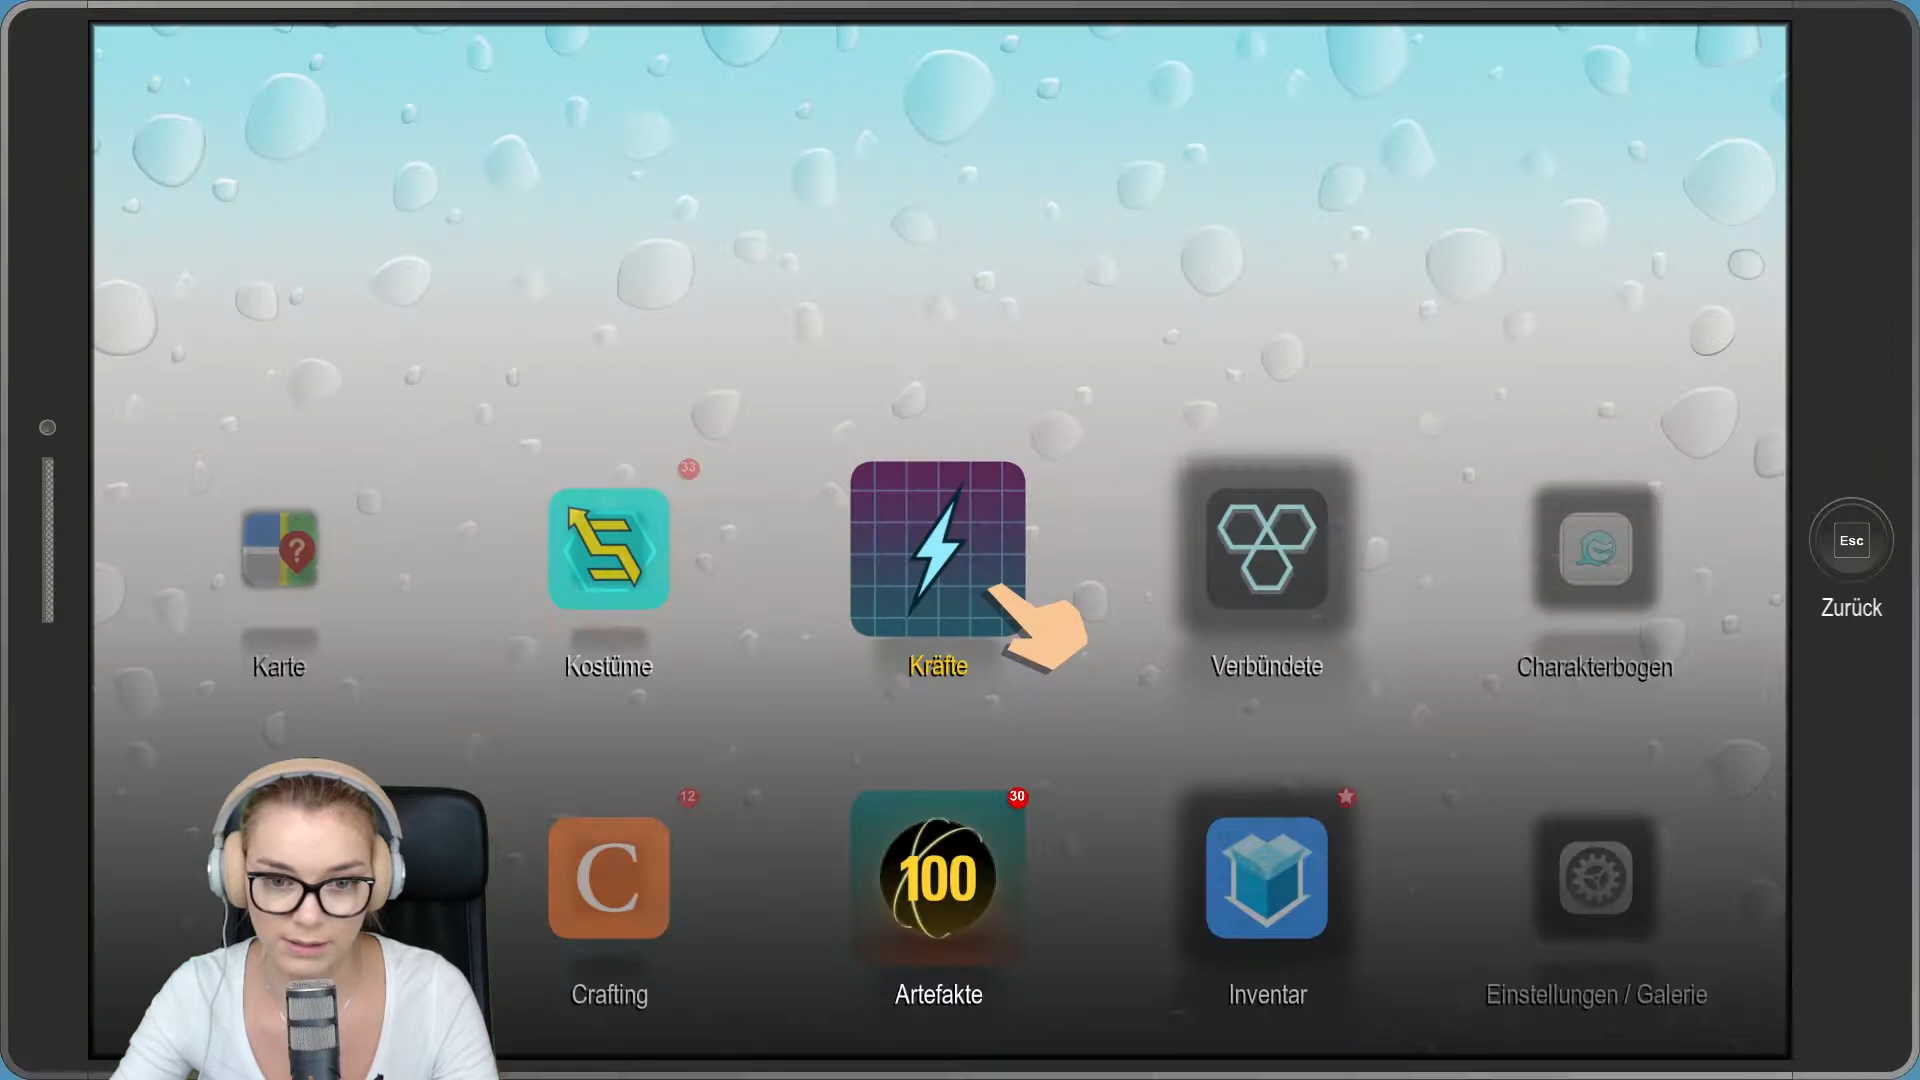 33
?
Esc
Zurück
Karte
Kostüme
Kräfte
Verbündete
Charakterbogen
12
30
C
100
Crafting
Artefakte
Inventar
Einstellungen / Galerie